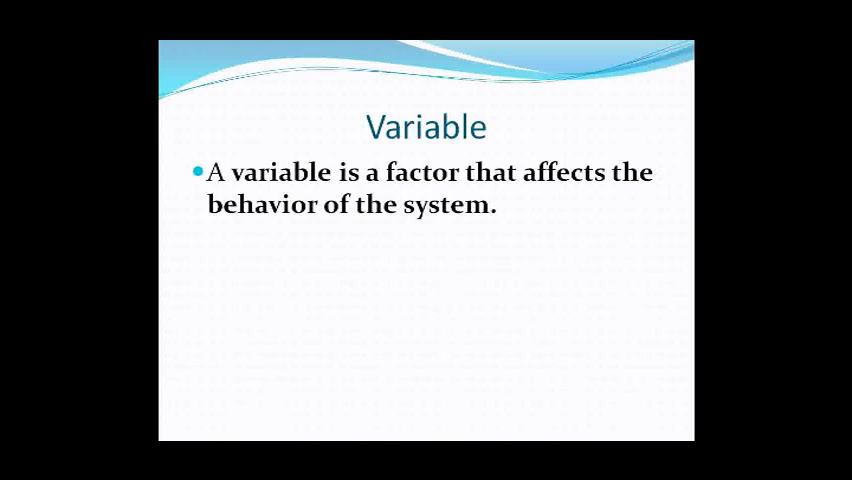 Variable
•A variable is a factor that affects the
behavior of the system.